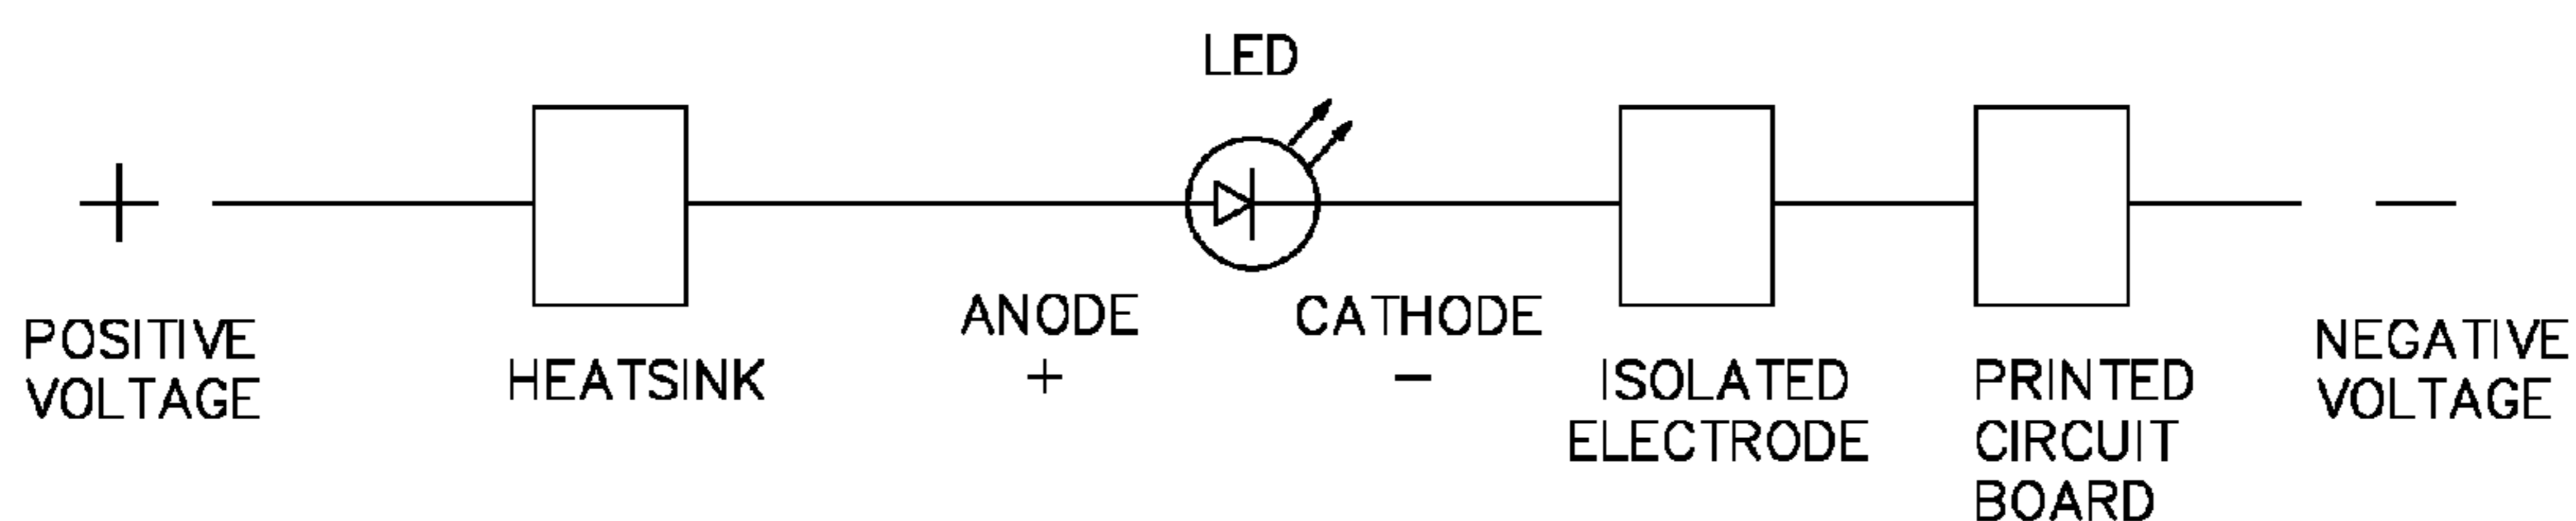 LED
+
POSITIVE
VOLTAGE
HEATSINK
ANODE
+
CATHODE
−
ISOLATED
ELECTRODE
PRINTED
CIRCUIT
BOARD
−
NEGATIVE
VOLTAGE